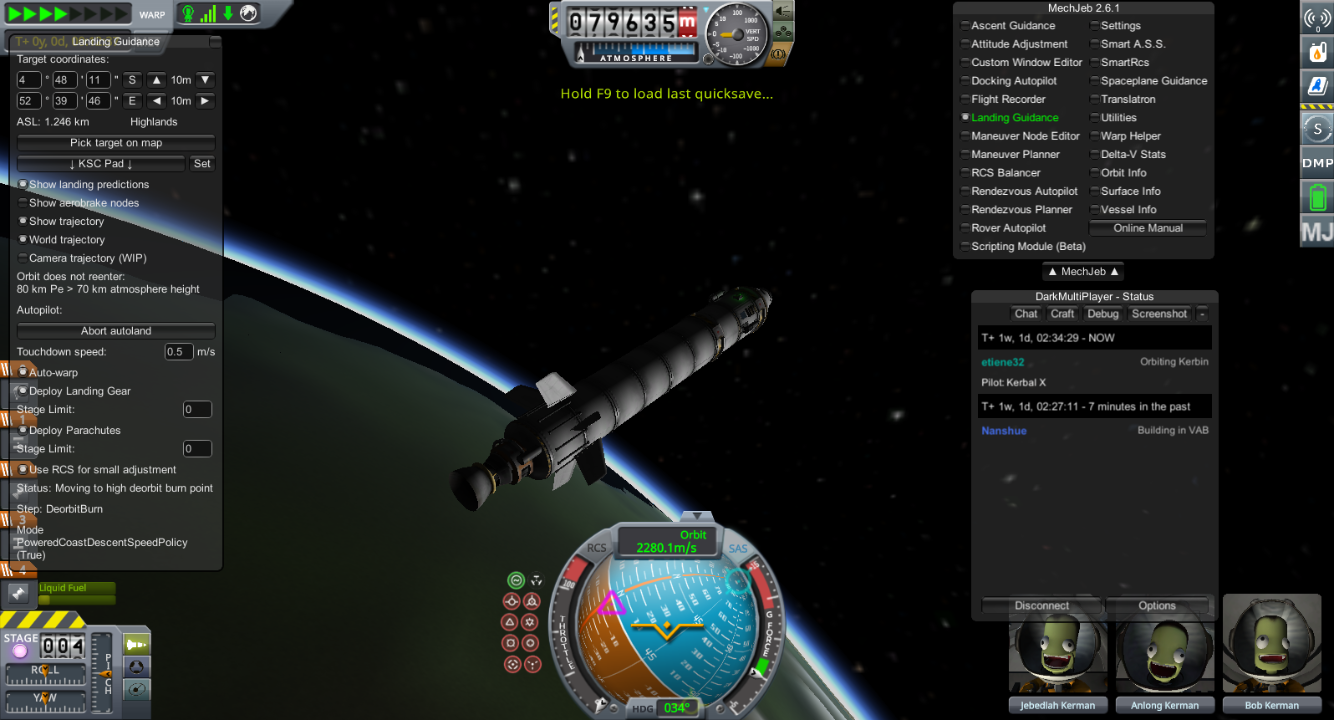 WARP
T+ 0y, 0d, Landing Guidance
Target coordinates:
4 ° 48 ' 11 " S ▲ 10m ▼
52 ° 39 ' 46 " E ◄ 10m ►
ASL: 1.246 km Highlands
Pick target on map
↓ KSC Pad ↓ Set
Show landing predictions
Show aerobrake nodes
Show trajectory
World trajectory
Camera trajectory (WIP)
Orbit does not reenter:
80 km Pe > 70 km atmosphere height
Autopilot:
Abort autoland
Touchdown speed: 0.5 m/s
Auto-warp
Deploy Landing Gear
Stage Limit: 0
Deploy Parachutes
Stage Limit: 0
Use RCS for small adjustment
Status: Moving to high deorbit burn point
Step: DeorbitBurn
Mode
PoweredCoastDescentSpeedPolicy
(True)
1
3
4
Liquid Fuel
STAGE
004
ROLL
YAW
PITCH
079635m
ATMOSPHERE
VERT
SPD
Hold F9 to load last quicksave...
Orbit
2280.1m/s
RCS
SAS
THROTTLE
G FORCE
HDG 034°
MechJeb 2.6.1
Ascent Guidance
Attitude Adjustment
Custom Window Editor
Docking Autopilot
Flight Recorder
Landing Guidance
Maneuver Node Editor
Maneuver Planner
RCS Balancer
Rendezvous Autopilot
Rendezvous Planner
Rover Autopilot
Scripting Module (Beta)
Settings
Smart A.S.S.
SmartRcs
Spaceplane Guidance
Translatron
Utilities
Warp Helper
Delta-V Stats
Orbit Info
Surface Info
Vessel Info
Online Manual
▲ MechJeb ▲
DarkMultiPlayer - Status
Chat Craft Debug Screenshot -
T+ 1w, 1d, 02:34:29 - NOW
etiene32 Orbiting Kerbin
Pilot: Kerbal X
T+ 1w, 1d, 02:27:11 - 7 minutes in the past
Nanshue Building in VAB
Disconnect Options
Jebediah Kerman
Anlong Kerman
Bob Kerman
0
S
DMP
MJ